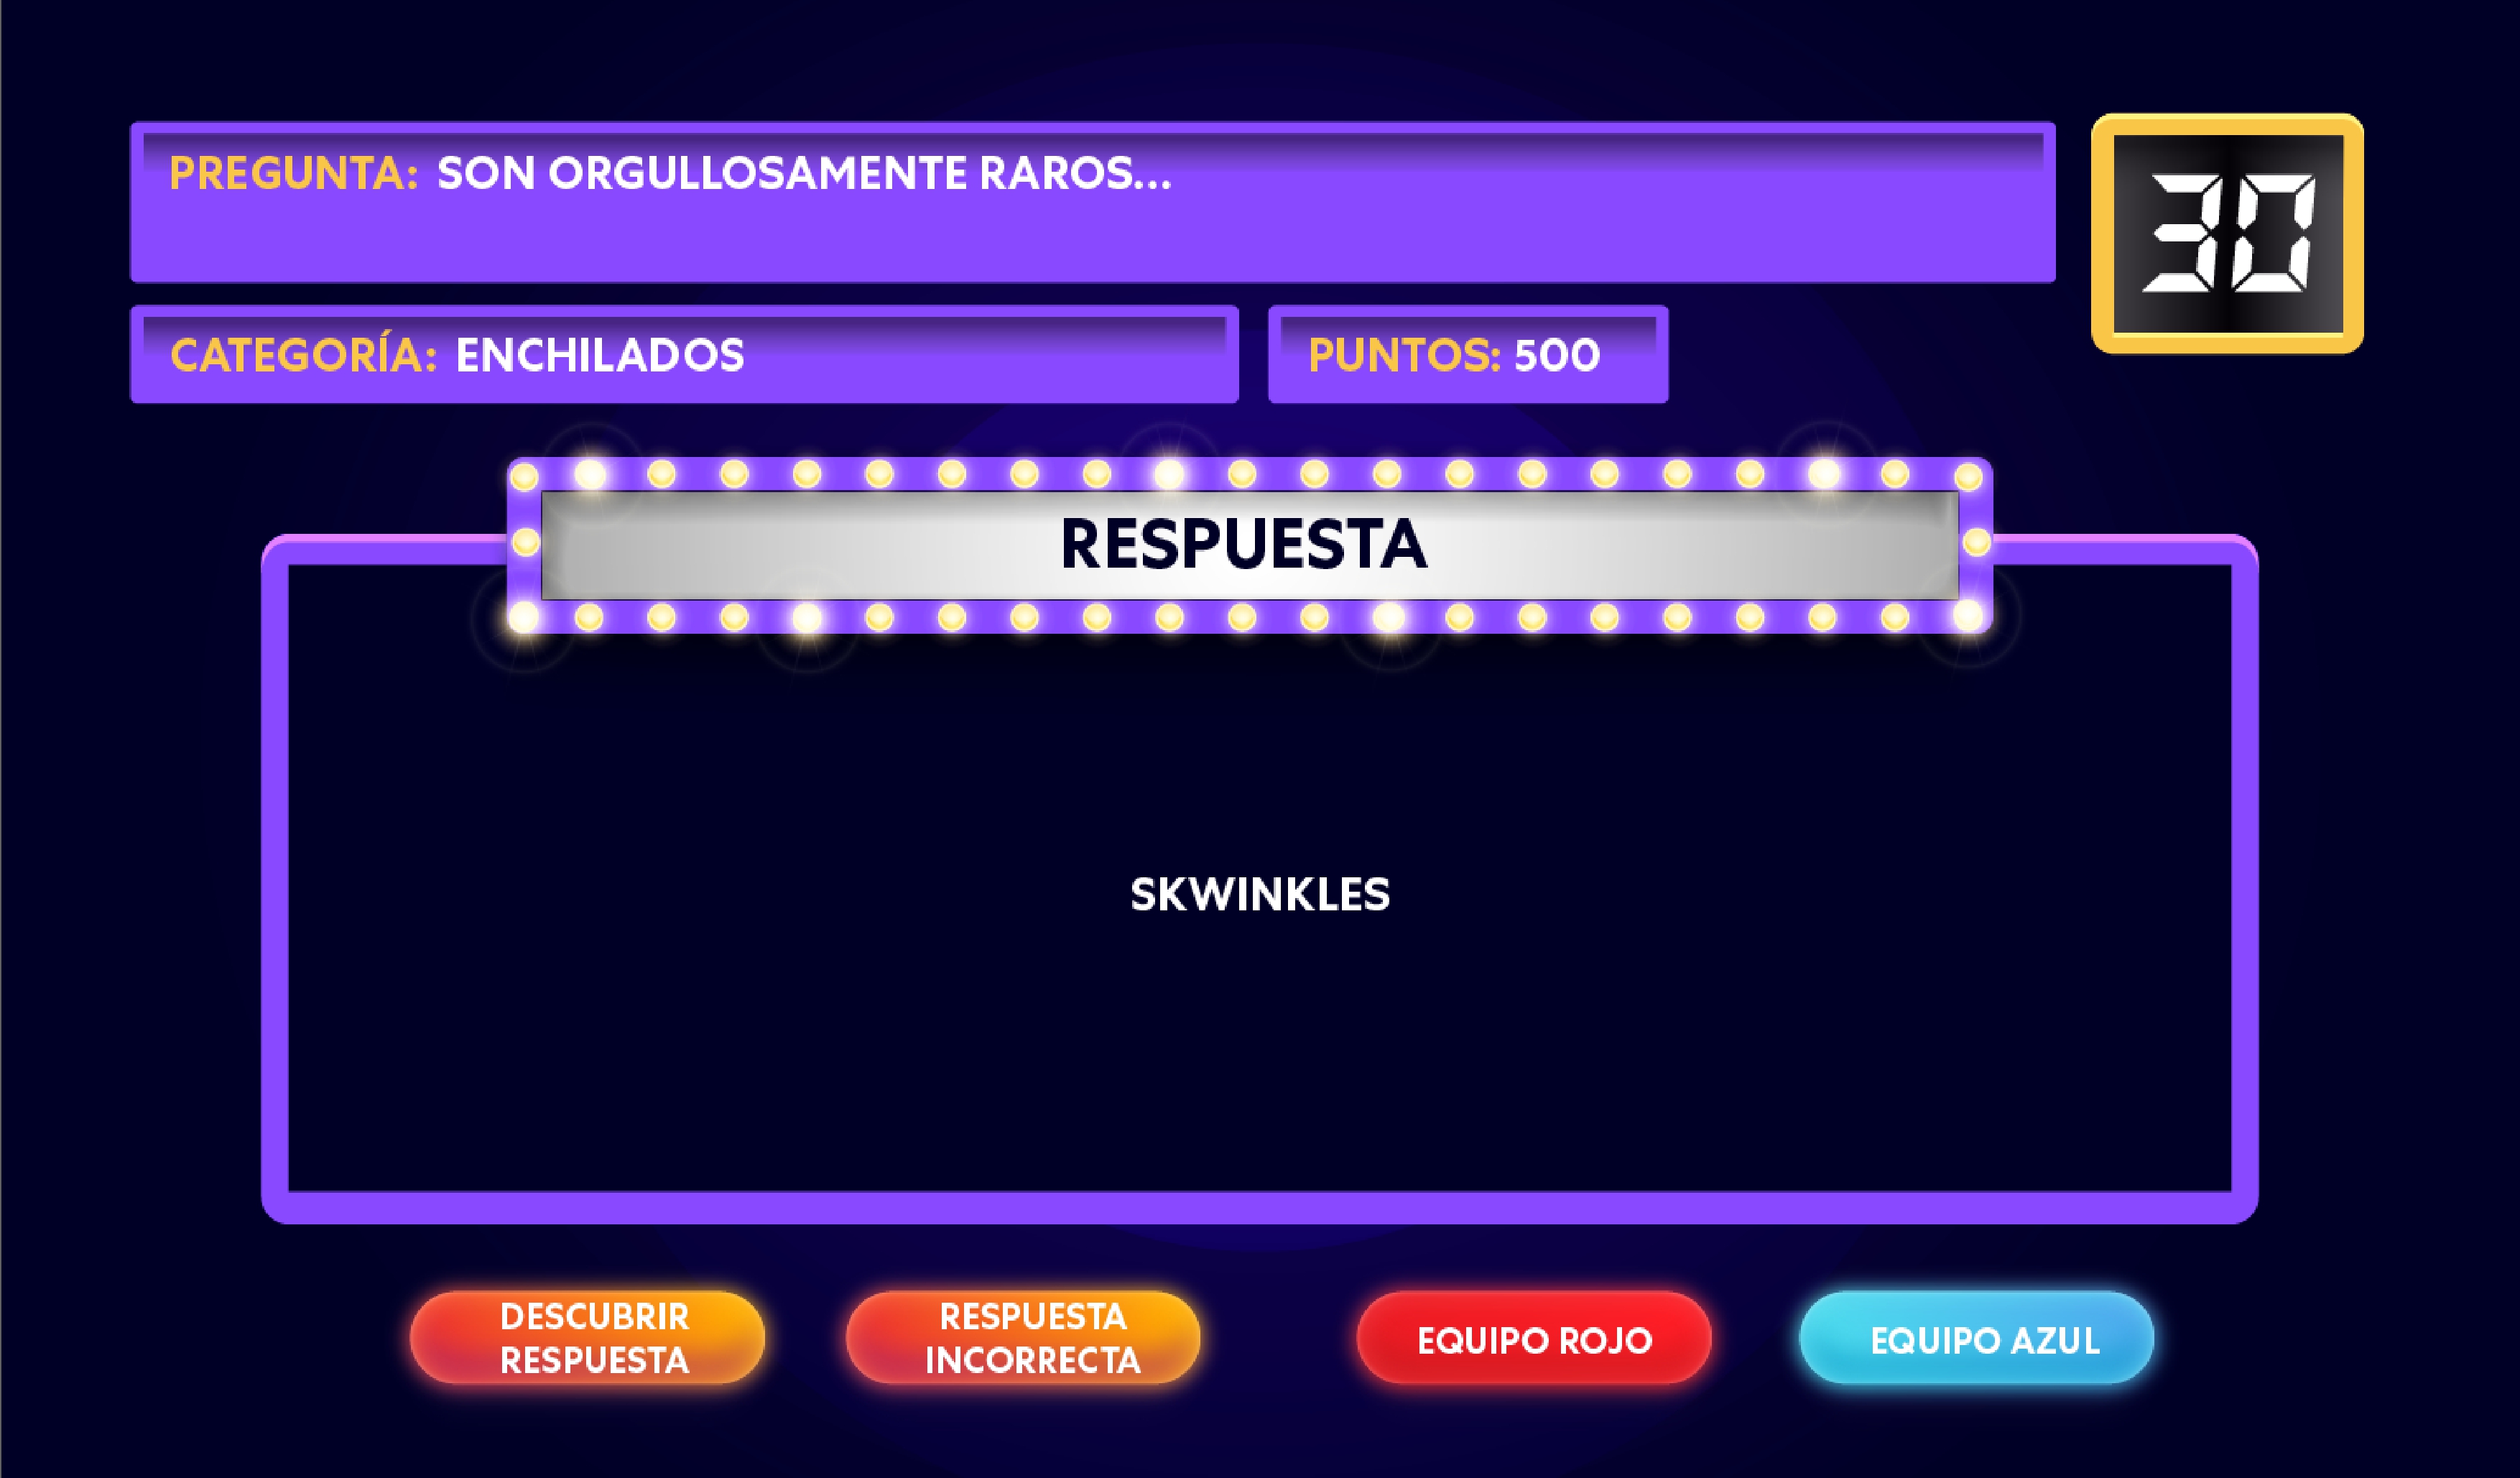 PREGUNTA: SON ORGULLOSAMENTE RAROS...
30
CATEGORÍA: ENCHILADOS
PUNTOS: 500
RESPUESTA
SKWINKLES
DESCUBRIR
RESPUESTA
RESPUESTA
INCORRECTA
EQUIPO ROJO
EQUIPO AZUL